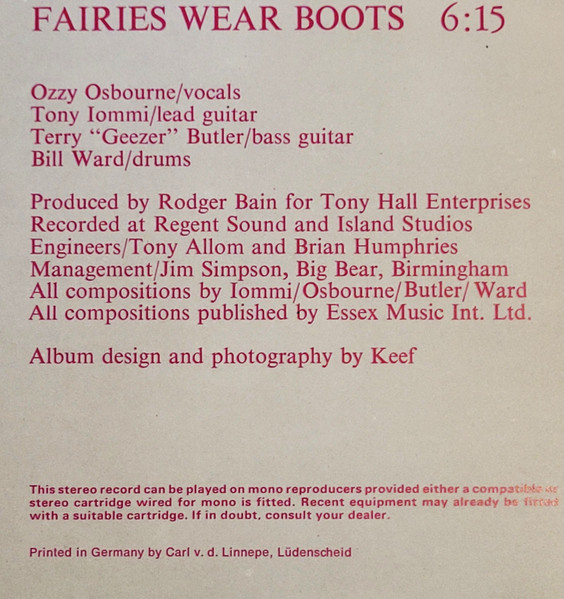 FAIRIES WEAR BOOTS 6:15
Ozzy Osbourne/vocals
Tony Iommi/lead guitar
Terry “Geezer” Butler/bass guitar
Bill Ward/drums
Produced by Rodger Bain for Tony Hall Enterprises
Recorded at Regent Sound and Island Studios
Engineers/Tony Allom and Brian Humphries
Management/Jim Simpson, Big Bear, Birmingham
All compositions by Iommi/Osbourne/Butler/Ward
All compositions published by Essex Music Int. Ltd.
Album design and photography by Keef
This stereo record can be played on mono reproducers provided either a compatible or
stereo cartridge wired for mono is fitted. Recent equipment may already be fitted
with a suitable cartridge. If in doubt, consult your dealer.
Printed in Germany by Carl v. d. Linnepe, Lüdenscheid